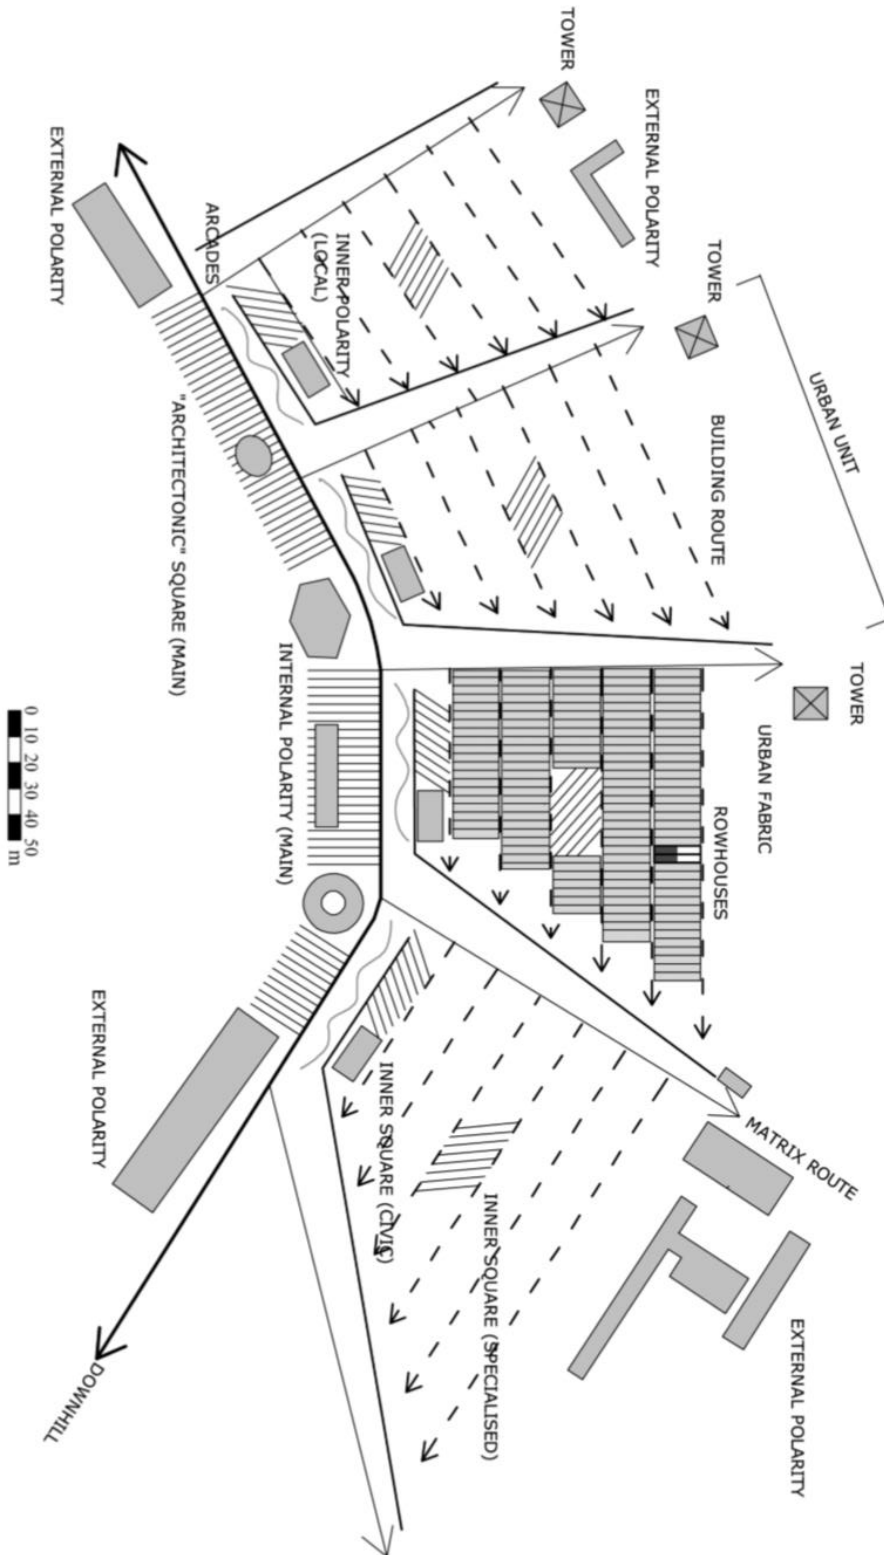 TOWER
EXTERNAL POLARITY
TOWER
URBAN UNIT
EXTERNAL POLARITY
ARCADES
INNER POLARITY
(LOCAL)
BUILDING ROUTE
"ARCHITECTONIC" SQUARE (MAIN)
TOWER
URBAN FABRIC
INTERNAL POLARITY (MAIN)
ROWHOUSES
0 10 20 30 40 50
m
EXTERNAL POLARITY
INNER SQUARE (CIVIC)
MATRIX ROUTE
INNER SQUARE (SPECIALISED)
EXTERNAL POLARITY
DOWNHILL